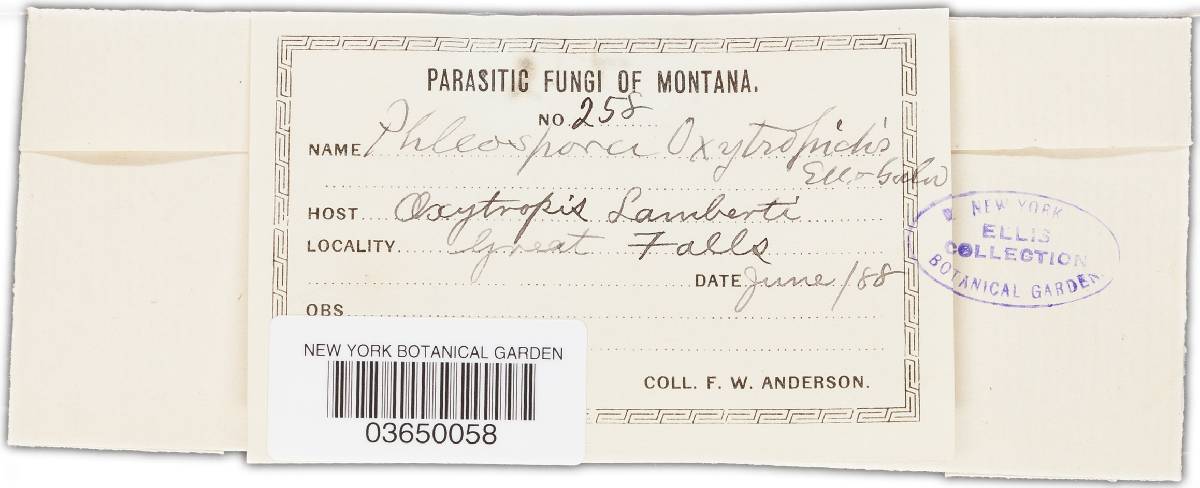 PARASITIC FUNGI OF MONTANA.
NO. 258
NAME Phleospora Oxytropidis
Ell &
HOST Oxytropis Lamberti
LOCALITY Great Falls
DATE June /88
OBS
COLL. F. W. ANDERSON.
NEW YORK BOTANICAL GARDEN
03650058
NEW YORK
ELLIS
COLLECTION
BOTANICAL GARDEN